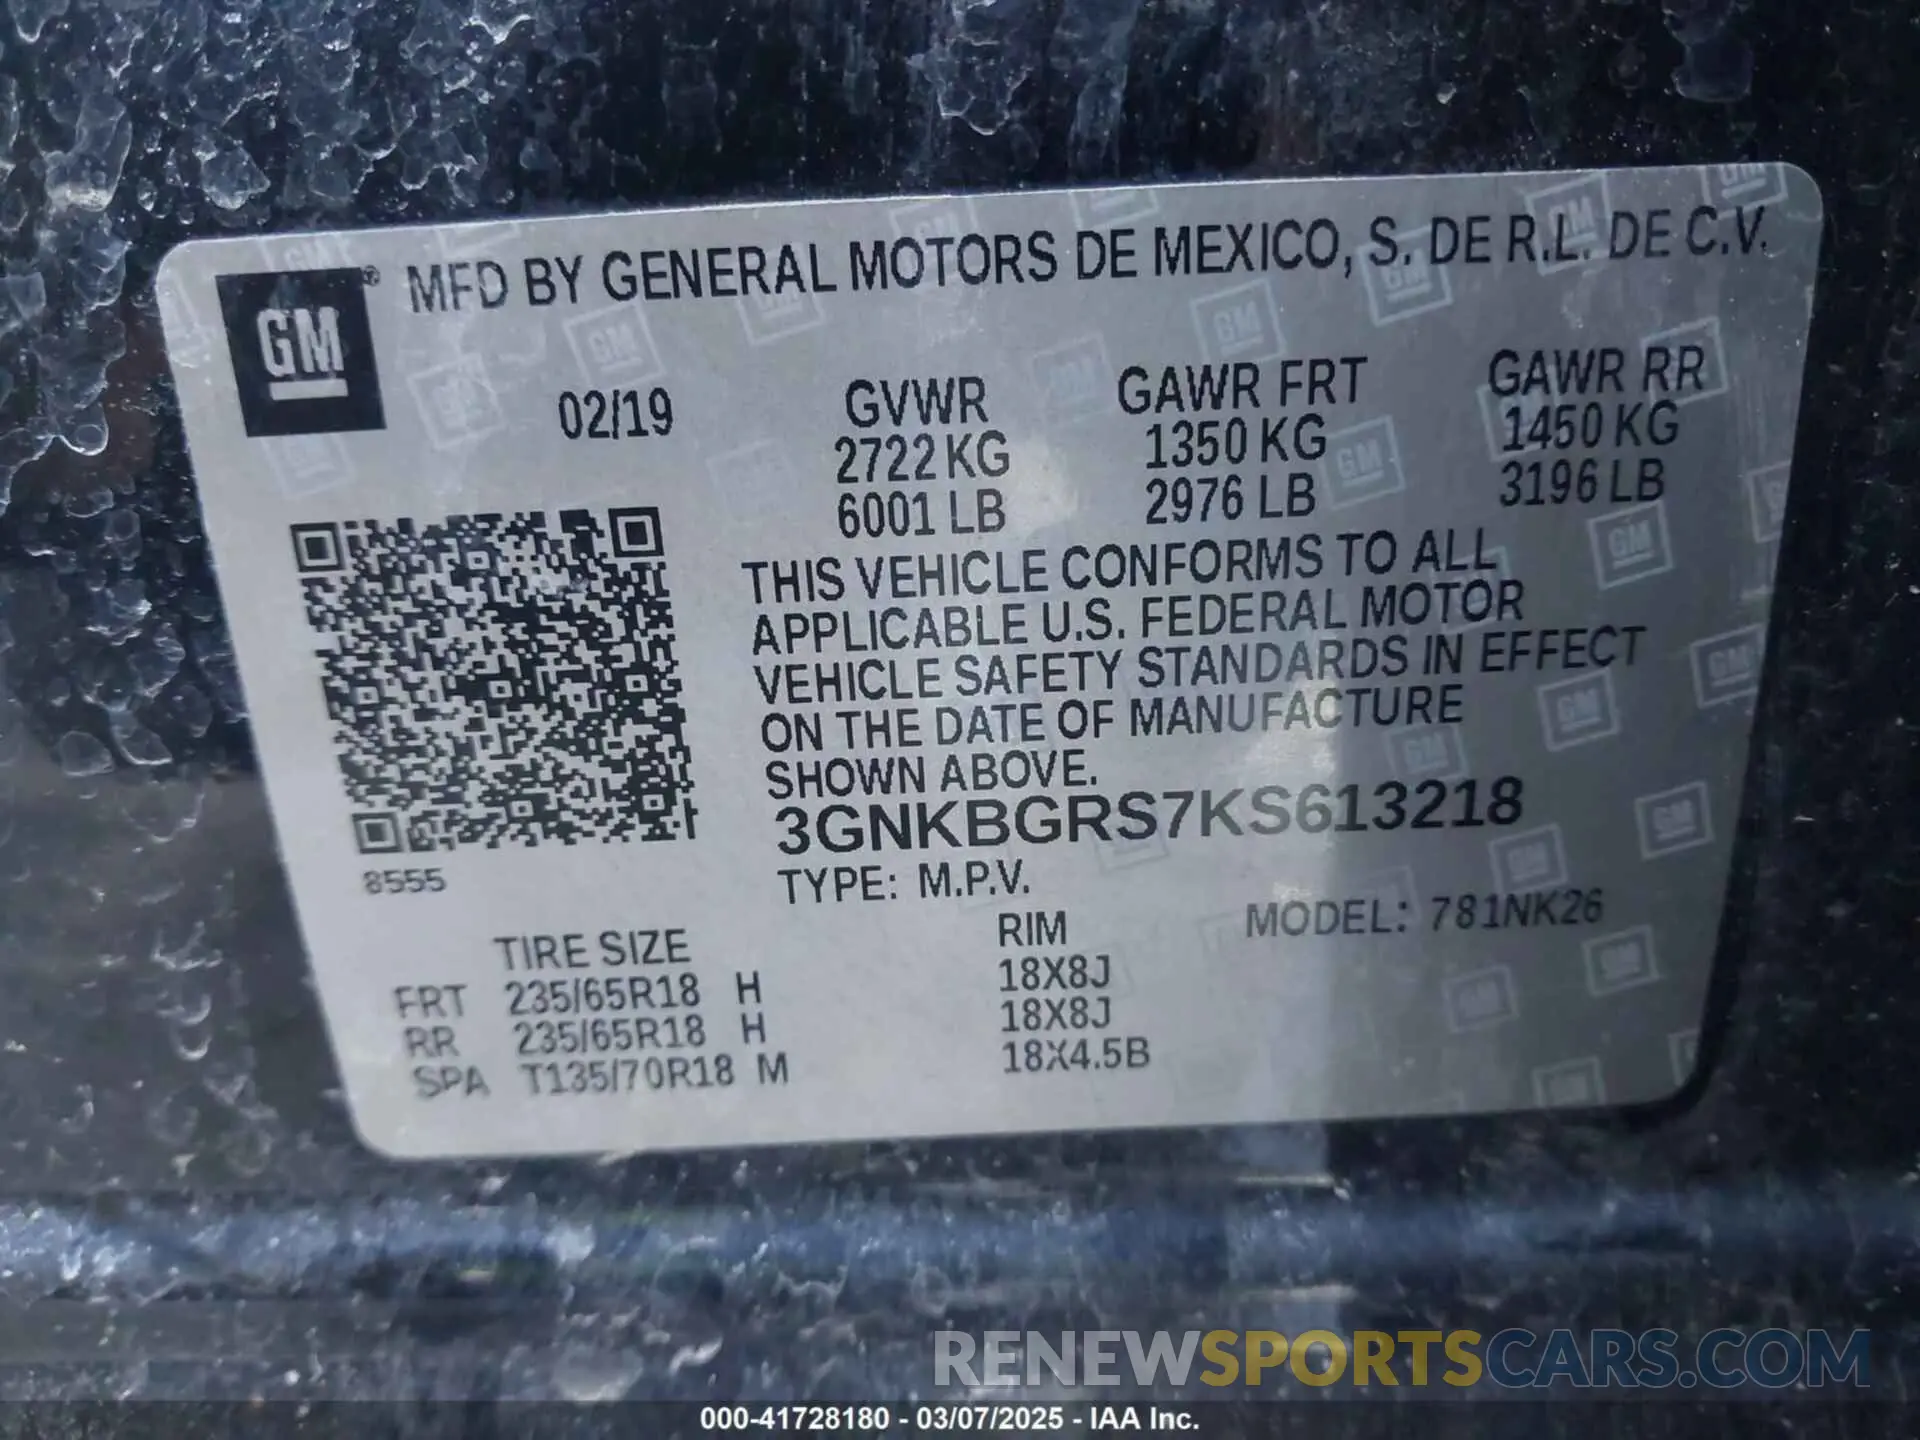 GM® MFD BY GENERAL MOTORS DE MEXICO, S. DE R.L. DE C.V.
02/19 GVWR GAWR FRT GAWR RR
2722 KG 1350 KG 1450 KG
6001 LB 2976 LB 3196 LB
THIS VEHICLE CONFORMS TO ALL
APPLICABLE U.S. FEDERAL MOTOR
VEHICLE SAFETY STANDARDS IN EFFECT
ON THE DATE OF MANUFACTURE
SHOWN ABOVE.
3GNKBGRS7KS613218
8555 TYPE: M.P.V. MODEL: 781NK26
TIRE SIZE RIM
FRT 235/65R18 H 18X8J
RR 235/65R18 H 18X8J
SPA T135/70R18 M 18X4.5B
RENEWSPORTSCARS.COM
000-41728180 - 03/07/2025 - IAA Inc.